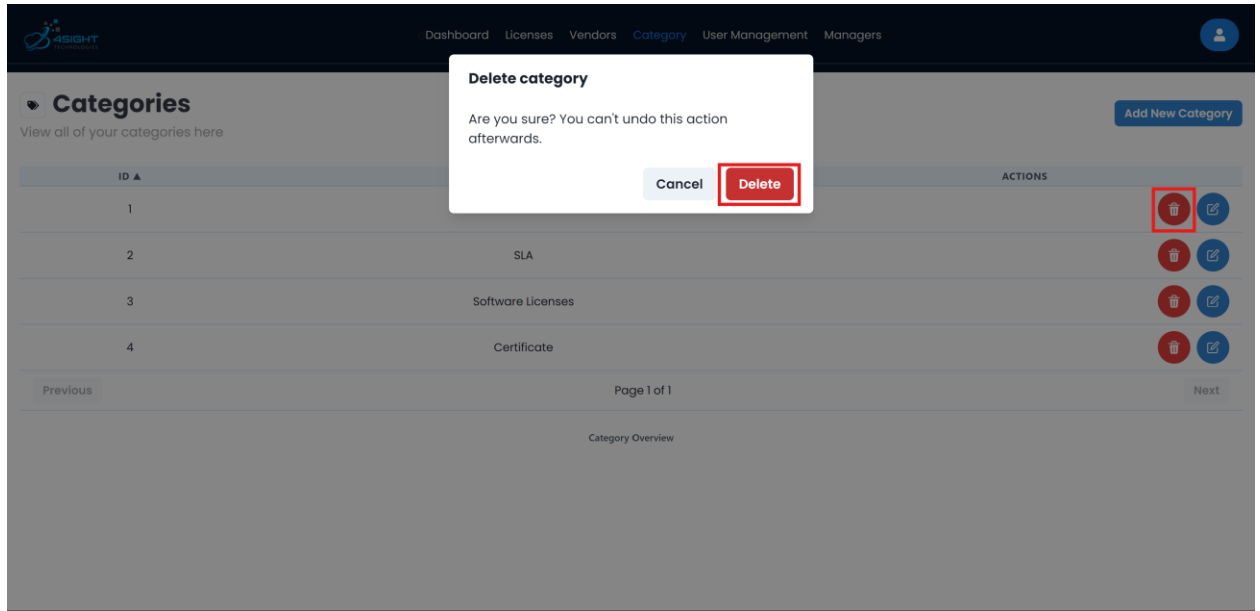 4SIGHT
TECHNOLOGIES
Dashboard Licenses Vendors Category User Management Managers
Delete category
Are you sure? You can't undo this action
afterwards.
Cancel Delete
Categories
View all of your categories here
Add New Category
ID ▲ ACTIONS
1
2 SLA
3 Software Licenses
4 Certificate
Previous Page 1 of 1 Next
Category Overview